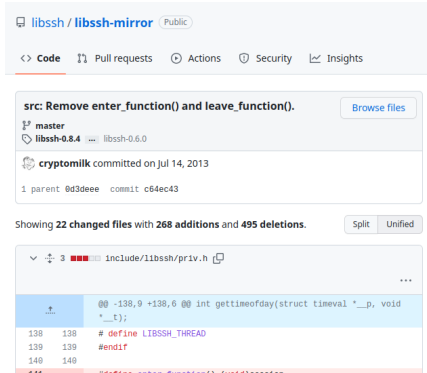 libssh / libssh-mirror Public
Code Pull requests Actions Security Insights
src: Remove enter_function() and leave_function().
Browse files
master
libssh-0.8.4 ... libssh-0.6.0
cryptomilk committed on Jul 14, 2013
1 parent 0d3deee commit c64ec43
Showing 22 changed files with 268 additions and 495 deletions.
Split Unified
3 include/libssh/priv.h
...
@@ -138,9 +138,6 @@ int gettimeofday(struct timeval *__p, void
*__t);
138 138 # define LIBSSH_THREAD
139 139 #endif
140 140